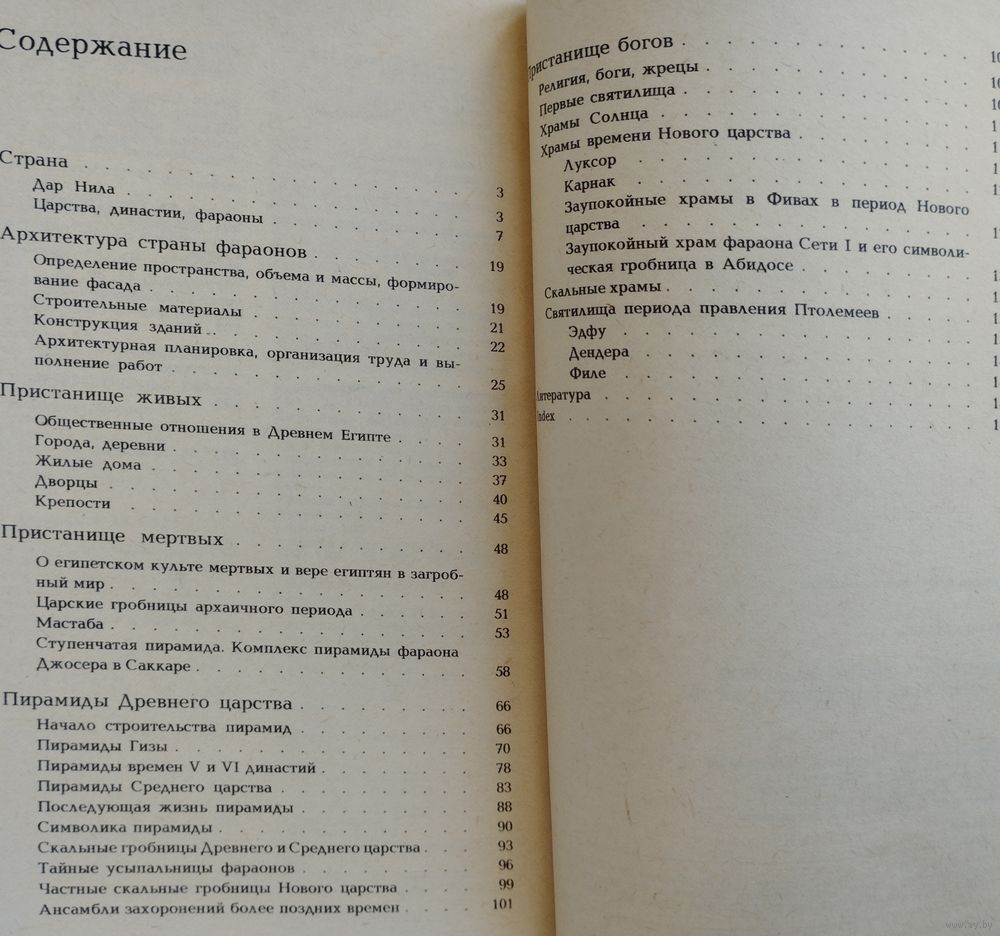 Содержание
Страна . . . 3
Дар Нила . . . 3
Царства, династии, фараоны . . . 7
Архитектура страны фараонов . . . 19
Определение пространства, объема и массы, формиро-
вание фасада . . . 19
Строительные материалы . . . 21
Конструкция зданий . . . 22
Архитектурная планировка, организация труда и вы-
полнение работ . . . 25
Пристанище живых . . . 31
Общественные отношения в Древнем Египте . . . 31
Города, деревни . . . 33
Жилые дома . . . 37
Дворцы . . . 40
Крепости . . . 45
Пристанище мертвых . . . 48
О египетском культе мертвых и вере египтян в загроб-
ный мир . . . 48
Царские гробницы архаичного периода . . . 51
Мастаба . . . 53
Ступенчатая пирамида. Комплекс пирамиды фараона
Джосера в Саккаре . . . 58
Пирамиды Древнего царства . . . 66
Начало строительства пирамид . . . 66
Пирамиды Гизы . . . 70
Пирамиды времен V и VI династий . . . 78
Пирамиды Среднего царства . . . 83
Последующая жизнь пирамиды . . . 88
Символика пирамиды . . . 90
Скальные гробницы Древнего и Среднего царства . . . 93
Тайные усыпальницы фараонов . . . 96
Частные скальные гробницы Нового царства . . . 99
Ансамбли захоронений более поздних времен . . . 101
Пристанище богов . . .
Религия, боги, жрецы . . .
Первые святилища . . .
Храмы Солнца . . .
Храмы времени Нового царства . . .
Луксор . . .
Карнак . . .
Заупокойные храмы в Фивах в период Нового
царства . . .
Заупокойный храм фараона Сети I и его символи-
ческая гробница в Абидосе . . .
Скальные храмы . . .
Святилища периода правления Птолемеев . . .
Эдфу . . .
Дендера . . .
Филе . . .
Литература . . .
Index . . .
www.ay.by